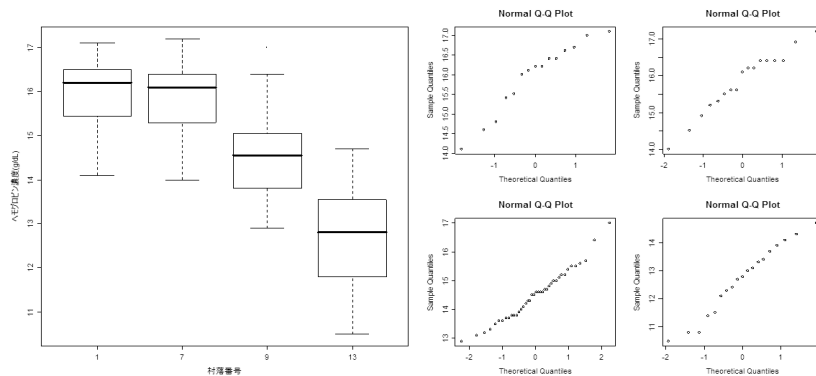 ヘモグロビン濃度(g/dL)
17
16
15
14
13
12
11
1 7 9 13
村落番号
Normal Q-Q Plot
Sample Quantiles
17.0
16.5
16.0
15.5
15.0
14.5
14.0
-1 0 1
Theoretical Quantiles
Normal Q-Q Plot
Sample Quantiles
17.0
16.0
15.0
14.0
-2 -1 0 1
Theoretical Quantiles
Normal Q-Q Plot
Sample Quantiles
17
16
15
14
13
-2 -1 0 1 2
Theoretical Quantiles
Normal Q-Q Plot
Sample Quantiles
14
13
12
11
-2 -1 0 1 2
Theoretical Quantiles